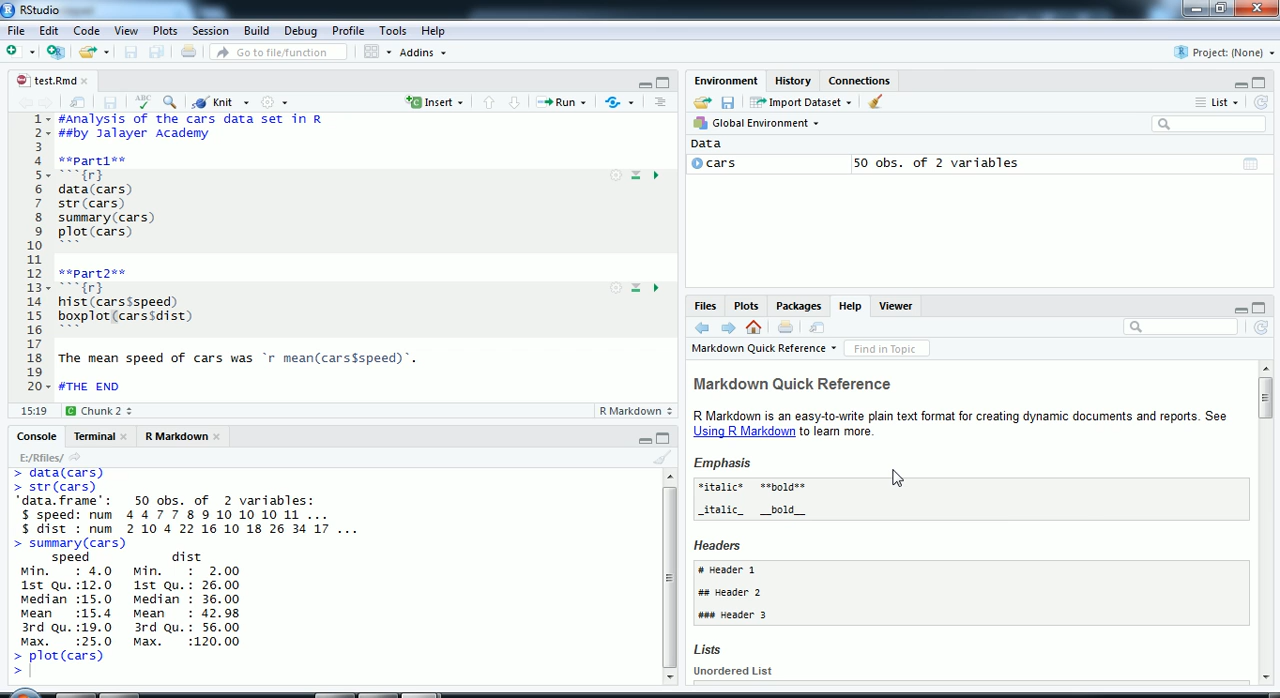 RStudio
File Edit Code View Plots Session Build Debug Profile Tools Help
Go to file/function Addins Project: (None)
test.Rmd
ABC Knit Insert Run
1 #Analysis of the cars data set in R
2 ##by Jalayer Academy
3
4 **Part1**
5 ```{r}
6 data(cars)
7 str(cars)
8 summary(cars)
9 plot(cars)
10 ```
11
12 **Part2**
13 ```{r}
14 hist(cars$speed)
15 boxplot(cars$dist)
16 ```
17
18 The mean speed of cars was `r mean(cars$speed)`.
19
20 #THE END
15:19 Chunk 2 R Markdown
Console Terminal R Markdown
E:/Rfiles/
> data(cars)
> str(cars)
'data.frame': 50 obs. of 2 variables:
$ speed: num 4 4 7 7 8 9 10 10 10 11 ...
$ dist : num 2 10 4 22 16 10 18 26 34 17 ...
> summary(cars)
speed dist
Min. : 4.0 Min. : 2.00
1st Qu.:12.0 1st Qu.: 26.00
Median :15.0 Median : 36.00
Mean :15.4 Mean : 42.98
3rd Qu.:19.0 3rd Qu.: 56.00
Max. :25.0 Max. :120.00
> plot(cars)
>
Environment History Connections
Import Dataset List
Global Environment
Data
cars 50 obs. of 2 variables
Files Plots Packages Help Viewer
Markdown Quick Reference Find in Topic
Markdown Quick Reference
R Markdown is an easy-to-write plain text format for creating dynamic documents and reports. See
Using R Markdown to learn more.
Emphasis
*italic* **bold**
_italic_ __bold__
Headers
# Header 1
## Header 2
### Header 3
Lists
Unordered List